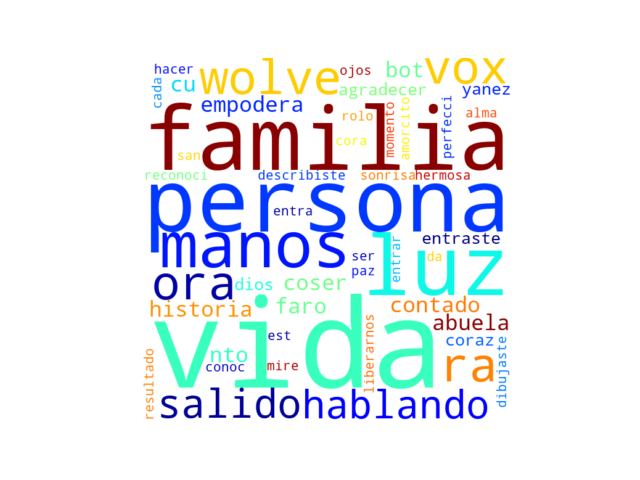 hacer
ojos
bot
vox
cada
cu
wolve
agradecer
yanez
empodera
rolo
momento
amorcito
perfecci
alma
familia
cora
san
reconoci
describiste
sonrisa
hermosa
persona
entra
manos
ser
entrar
entraste
da
luz
paz
ora
dios
coser
historia
faro
contado
vida
abuela
nto
est
coraz
conoc
mire
liberarnos
ra
dibujaste
resultado
salido
hablando